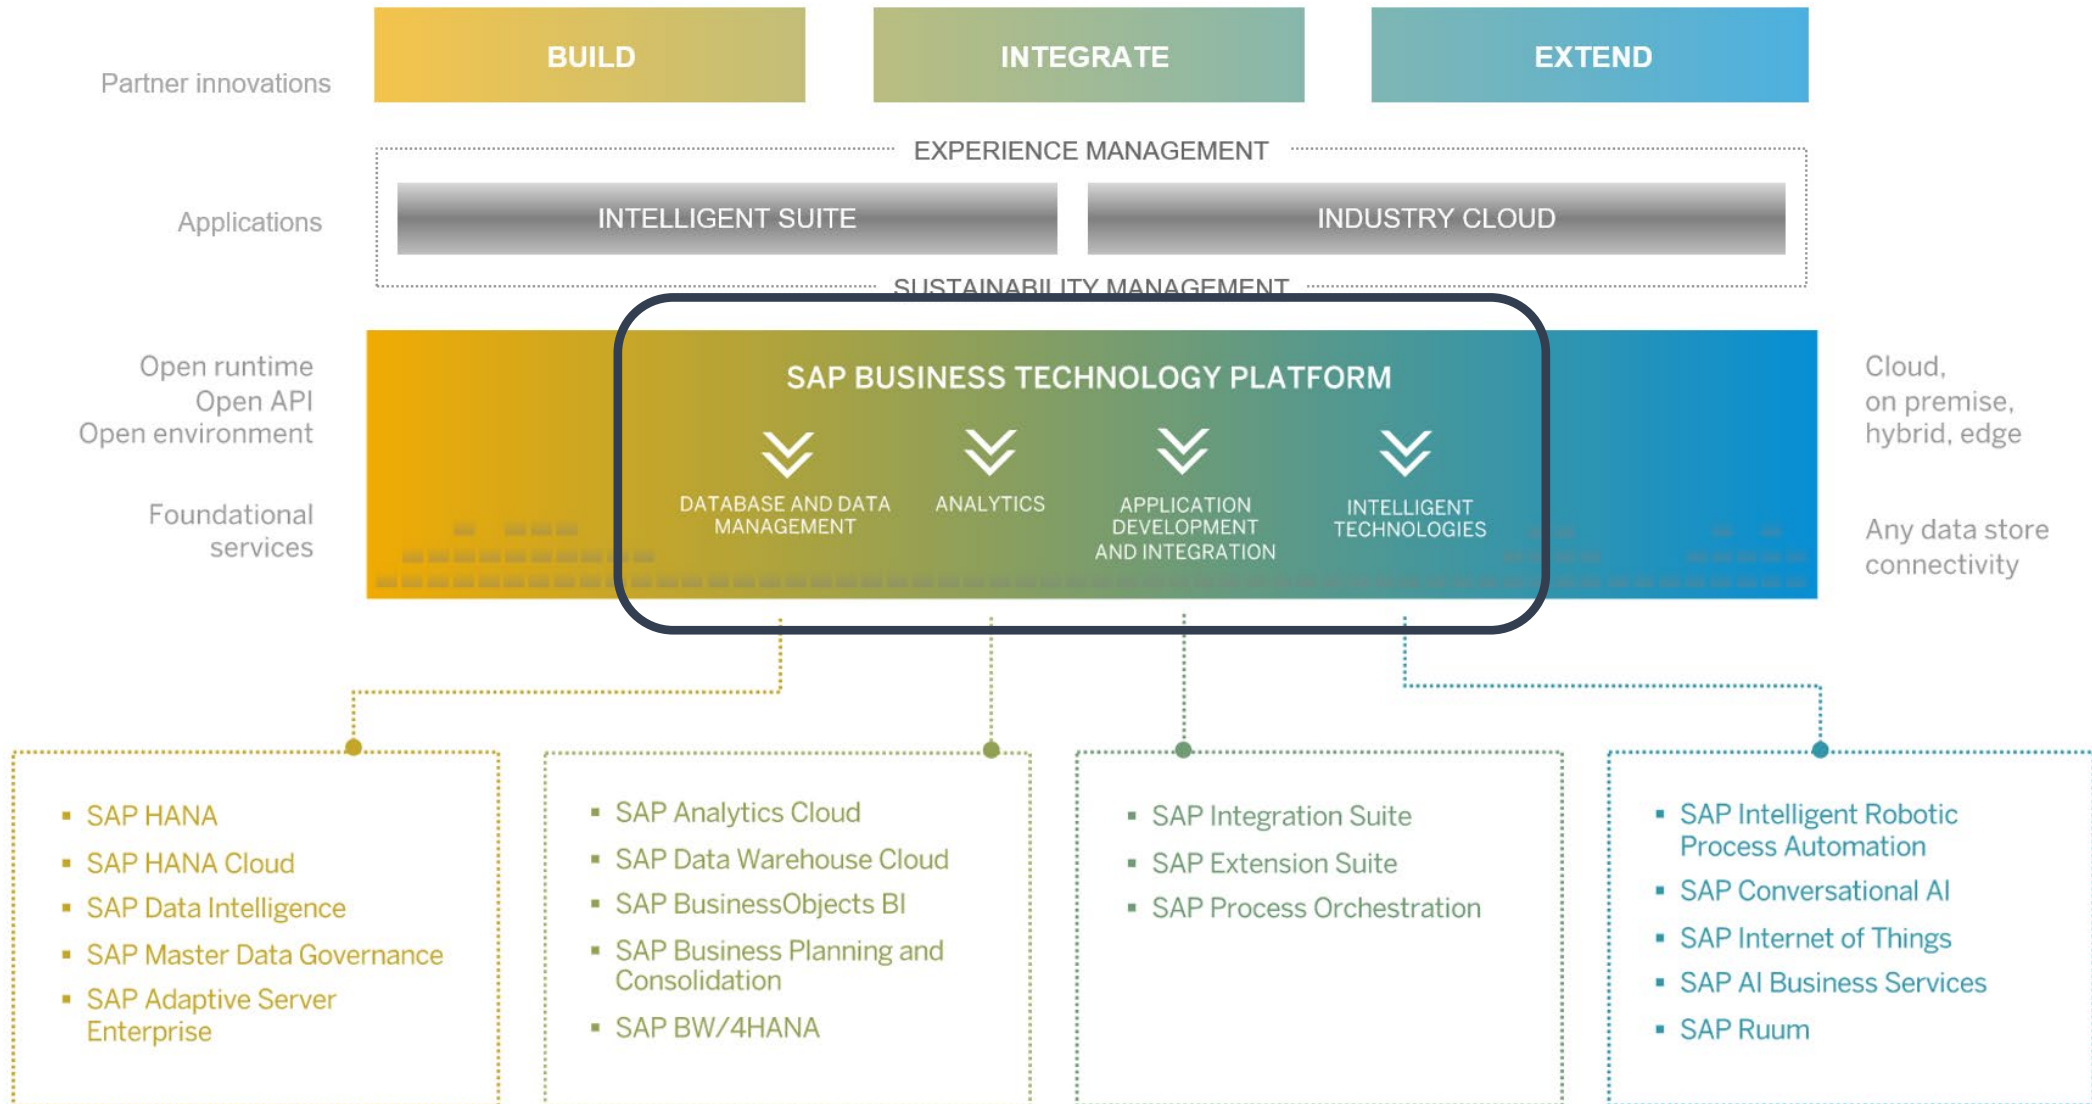 BUILD
INTEGRATE
EXTEND
Partner innovations
EXPERIENCE MANAGEMENT
Applications
INTELLIGENT SUITE
INDUSTRY CLOUD
SUSTAINABILITY MANAGEMENT
Open runtime
Open API
Open environment
Foundational
services
SAP BUSINESS TECHNOLOGY PLATFORM
DATABASE AND DATA
MANAGEMENT
ANALYTICS
APPLICATION
DEVELOPMENT
AND INTEGRATION
INTELLIGENT
TECHNOLOGIES
Cloud,
on premise,
hybrid, edge
Any data store
connectivity
▪ SAP HANA
▪ SAP HANA Cloud
▪ SAP Data Intelligence
▪ SAP Master Data Governance
▪ SAP Adaptive Server
Enterprise
▪ SAP Analytics Cloud
▪ SAP Data Warehouse Cloud
▪ SAP BusinessObjects BI
▪ SAP Business Planning and
Consolidation
▪ SAP BW/4HANA
▪ SAP Integration Suite
▪ SAP Extension Suite
▪ SAP Process Orchestration
▪ SAP Intelligent Robotic
Process Automation
▪ SAP Conversational AI
▪ SAP Internet of Things
▪ SAP AI Business Services
▪ SAP Ruum